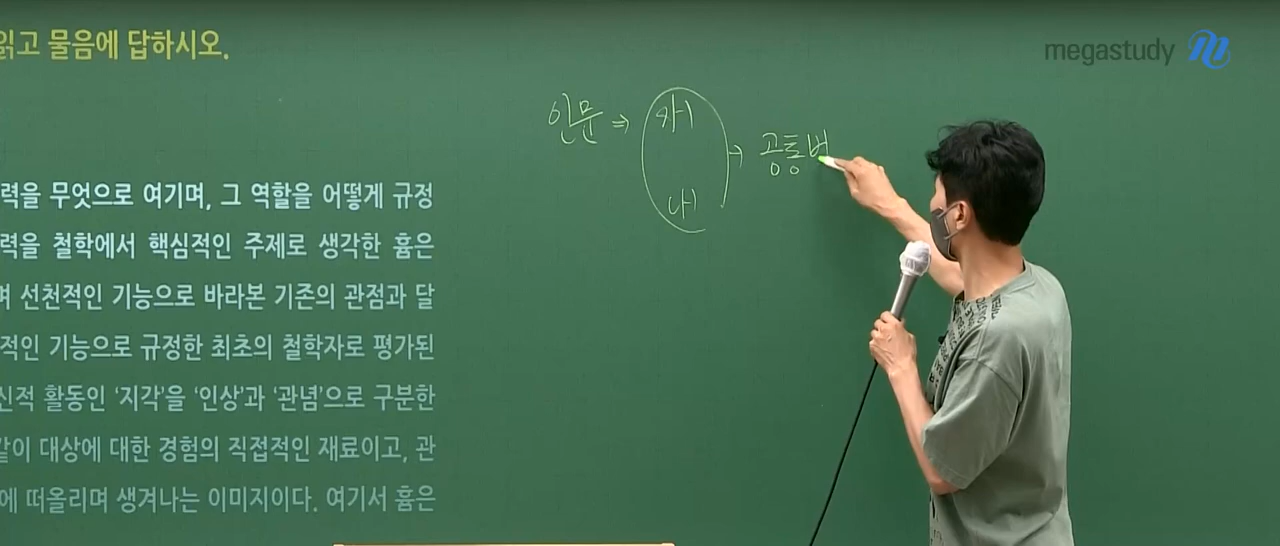 읽고 물음에 답하시오.
megastudy
인문 ⇒ 가 → 공통버
나
력을 무엇으로 여기며, 그 역할을 어떻게 규정
력을 철학에서 핵심적인 주제로 생각한 흄은
며 선천적인 기능으로 바라본 기존의 관점과 달
적인 기능으로 규정한 최초의 철학자로 평가된
신적 활동인 ‘지각’을 ‘인상’과 ‘관념’으로 구분한
같이 대상에 대한 경험의 직접적인 재료이고, 관
에 떠올리며 생겨나는 이미지이다. 여기서 흄은